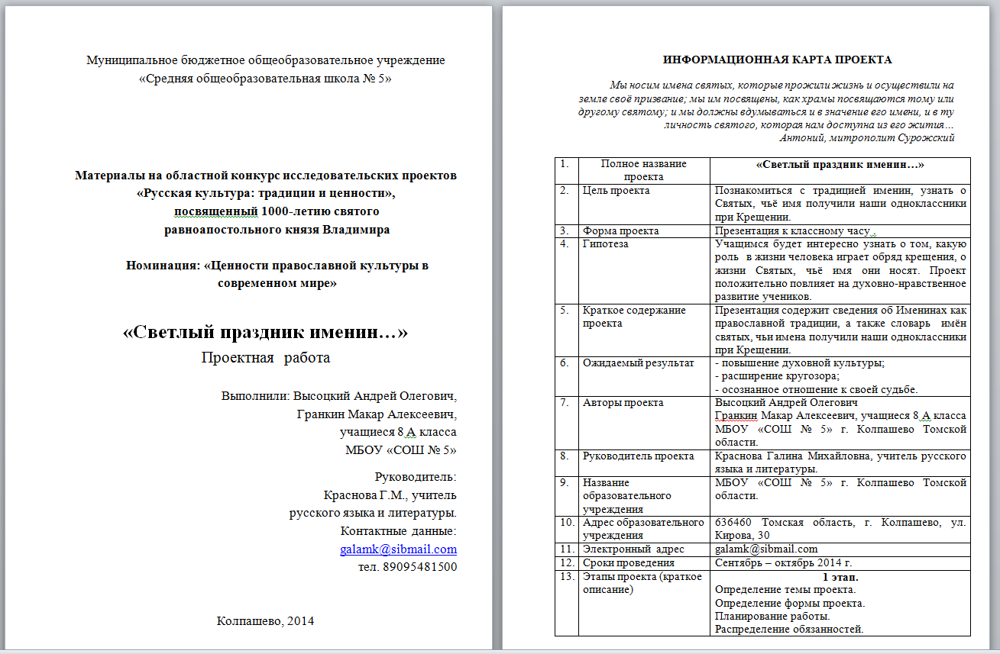 Муниципальное бюджетное общеобразовательное учреждение
«Средняя общеобразовательная школа № 5»
Материалы на областной конкурс исследовательских проектов
«Русская культура: традиции и ценности»,
посвященный 1000-летию святого
равноапостольного князя Владимира
Номинация: «Ценности православной культуры в
современном мире»
«Светлый праздник именин…»
Проектная работа
Выполнили: Высоцкий Андрей Олегович,
Гранкин Макар Алексеевич,
учащиеся 8 А класса
МБОУ «СОШ № 5»
Руководитель:
Краснова Г.М., учитель
русского языка и литературы.
Контактные данные:
galamk@sibmail.com
тел. 89095481500
Колпашево, 2014
ИНФОРМАЦИОННАЯ КАРТА ПРОЕКТА
Мы носим имена святых, которые прожили жизнь и осуществили на
земле своё призвание; мы им посвящены, как храмы посвящаются тому или
другому святому; и мы должны вдумываться и в значение его имени, и в ту
личность святого, которая нам доступна из его жития…
Антоний, митрополит Сурожский
1. Полное название «Светлый праздник именин…»
проекта
2. Цель проекта Познакомиться с традицией именин, узнать о
Святых, чьё имя получили наши одноклассники
при Крещении.
3. Форма проекта Презентация к классному часу .
4. Гипотеза Учащимся будет интересно узнать о том, какую
роль в жизни человека играет обряд крещения, о
жизни Святых, чьё имя они носят. Проект
положительно повлияет на духовно-нравственное
развитие учеников.
5. Краткое содержание Презентация содержит сведения об Именинах как
проекта православной традиции, а также словарь имён
святых, чьи имена получили наши одноклассники
при Крещении.
6. Ожидаемый результат - повышение духовной культуры;
- расширение кругозора;
- осознанное отношение к своей судьбе.
7. Авторы проекта Высоцкий Андрей Олегович
Гранкин Макар Алексеевич, учащиеся 8 А класса
МБОУ «СОШ № 5» г. Колпашево Томской
области.
8. Руководитель проекта Краснова Галина Михайловна, учитель русского
языка и литературы.
9. Название МБОУ «СОШ № 5» г. Колпашево Томской
образовательного области.
учреждения
10. Адрес образовательного 636460 Томская область, г. Колпашево, ул.
учреждения Кирова, 30
11. Электронный адрес galamk@sibmail.com
12. Сроки проведения Сентябрь – октябрь 2014 г.
13. Этапы проекта (краткое 1 этап.
описание) Определение темы проекта.
Определение формы проекта.
Планирование работы.
Распределение обязанностей.